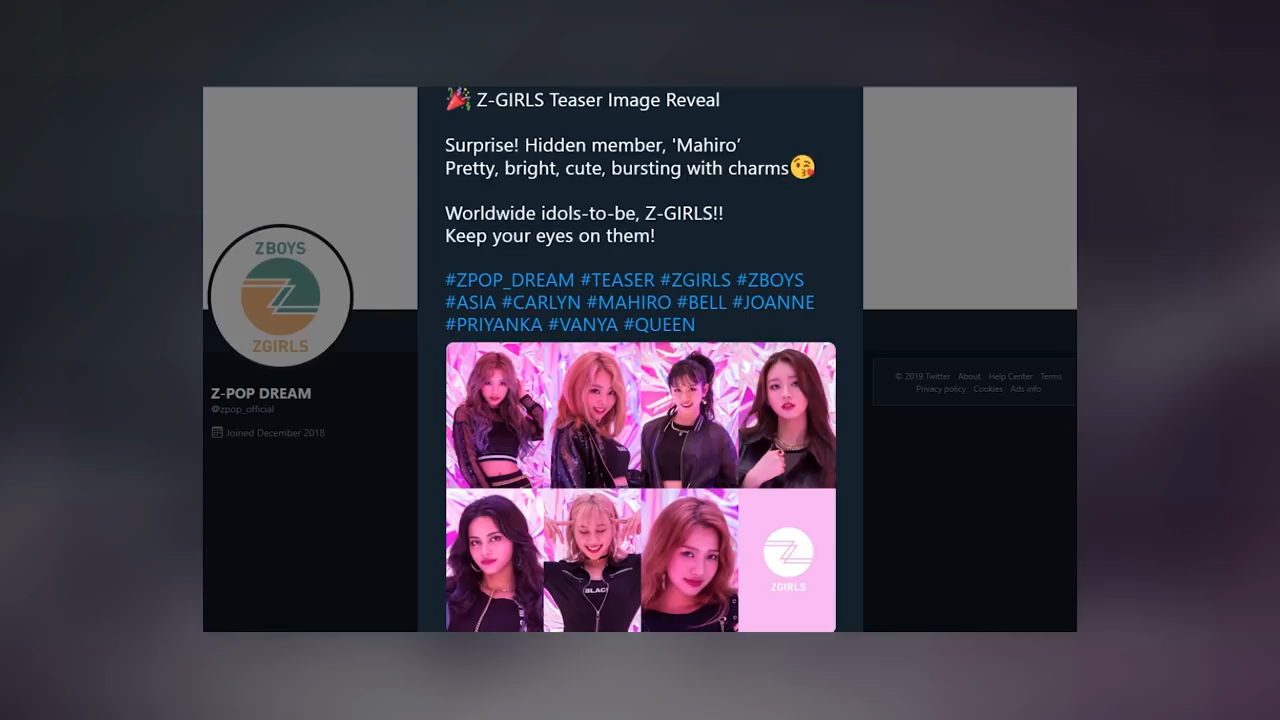 🎉 Z-GIRLS Teaser Image Reveal
Surprise! Hidden member, 'Mahiro’
Pretty, bright, cute, bursting with charms😘
Worldwide idols-to-be, Z-GIRLS!!
Keep your eyes on them!
#ZPOP_DREAM #TEASER #ZGIRLS #ZBOYS
#ASIA #CARLYN #MAHIRO #BELL #JOANNE
#PRIYANKA #VANYA #QUEEN
ZBOYS
ZGIRLS
Z-POP DREAM
@zpop_official
Joined December 2018
© 2019 Twitter About Help Center Terms
Privacy policy Cookies Ads info
BLAC
ZGIRLS